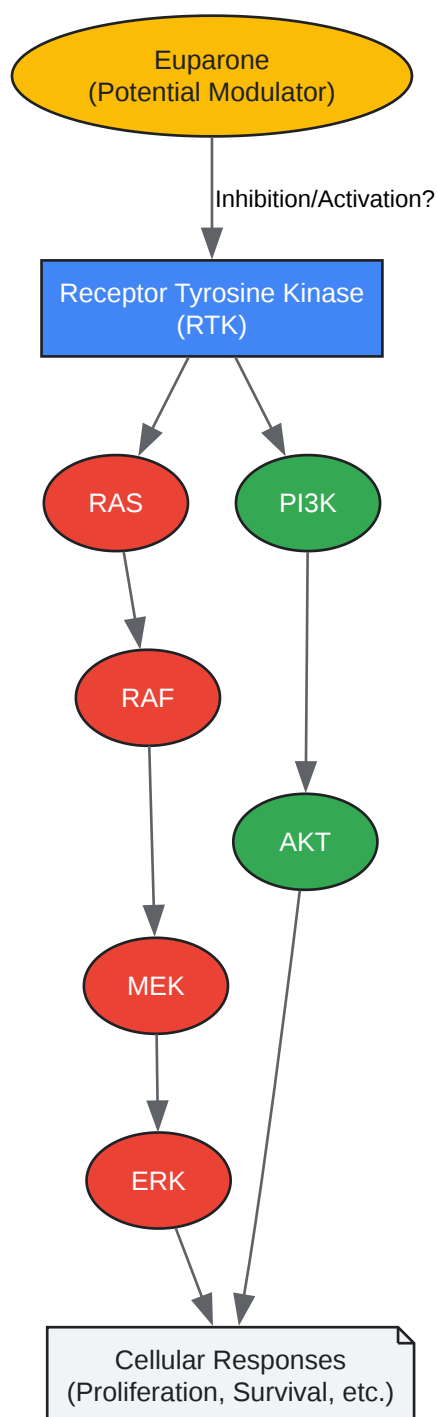 Euparone
(Potential Modulator)
Inhibition/Activation?
Receptor Tyrosine Kinase
(RTK)
RAS
PI3K
RAF
AKT
MEK
ERK
Cellular Responses
(Proliferation, Survival, etc.)